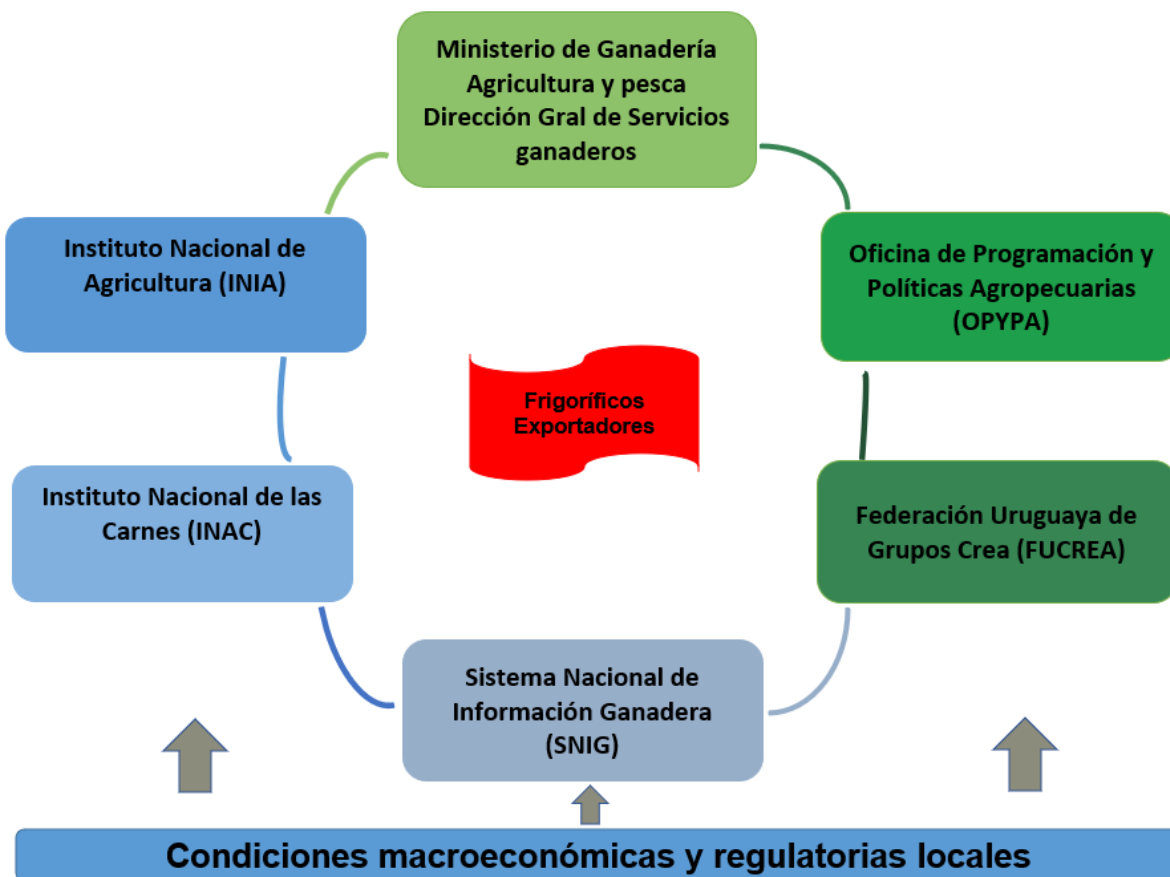 Ministerio de Ganadería
Agricultura y pesca
Dirección Gral de Servicios
ganaderos
Instituto Nacional de
Agricultura (INIA)
Oficina de Programación y
Políticas Agropecuarias
(OPYPA)
Frigoríficos
Exportadores
Instituto Nacional de las
Carnes (INAC)
Federación Uruguaya de
Grupos Crea (FUCREA)
Sistema Nacional de
Información Ganadera
(SNIG)
Condiciones macroeconómicas y regulatorias locales